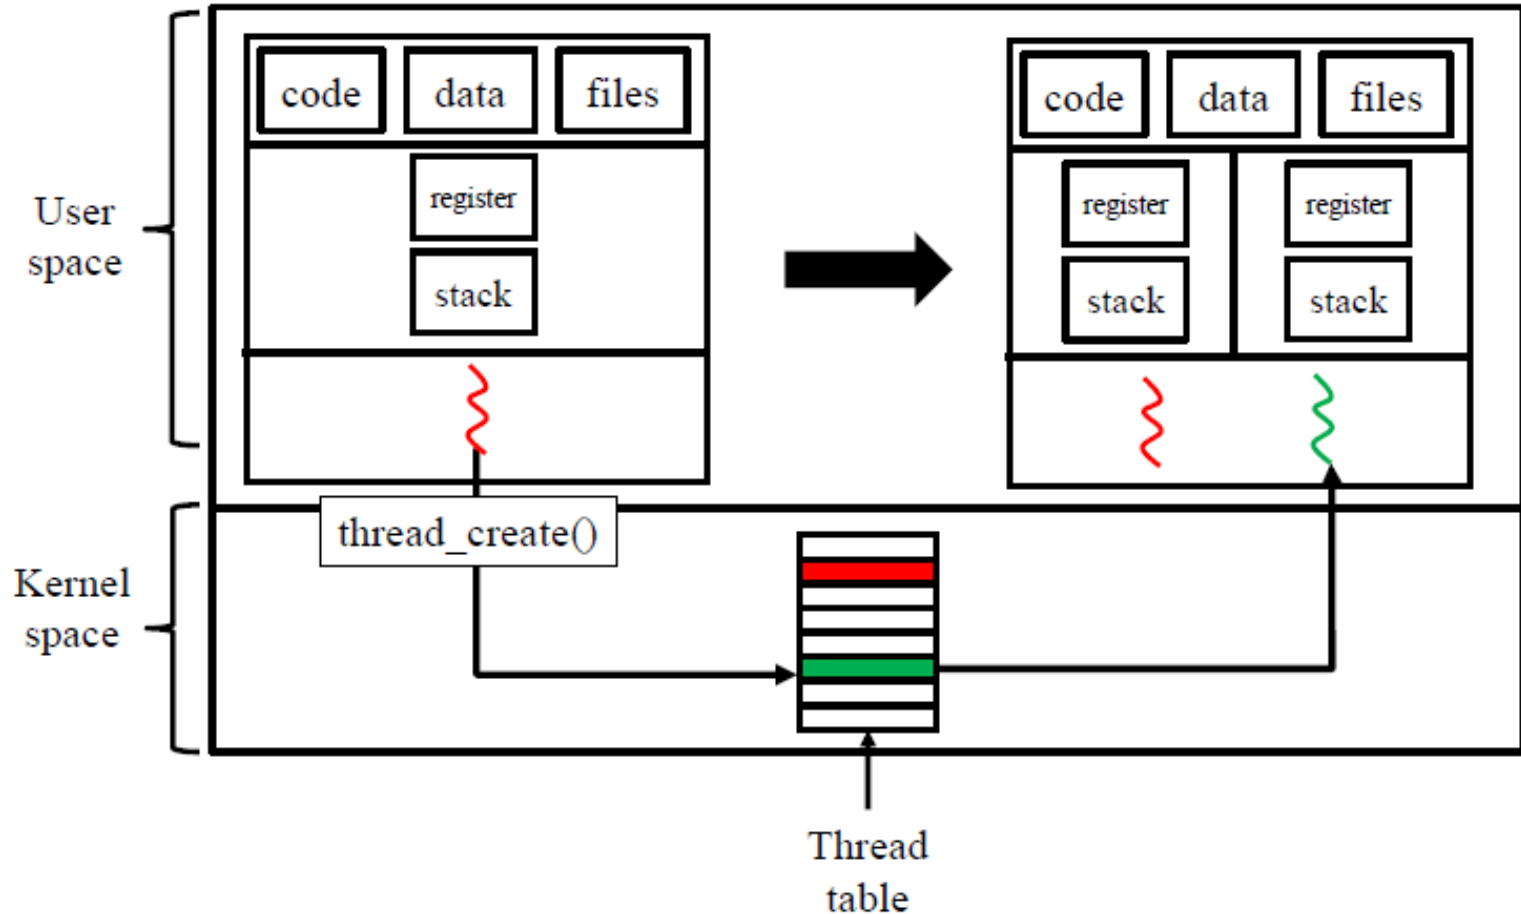 code data files
code data files
User
space
register
stack
register register
stack stack
thread_create()
Kernel
space
Thread
table